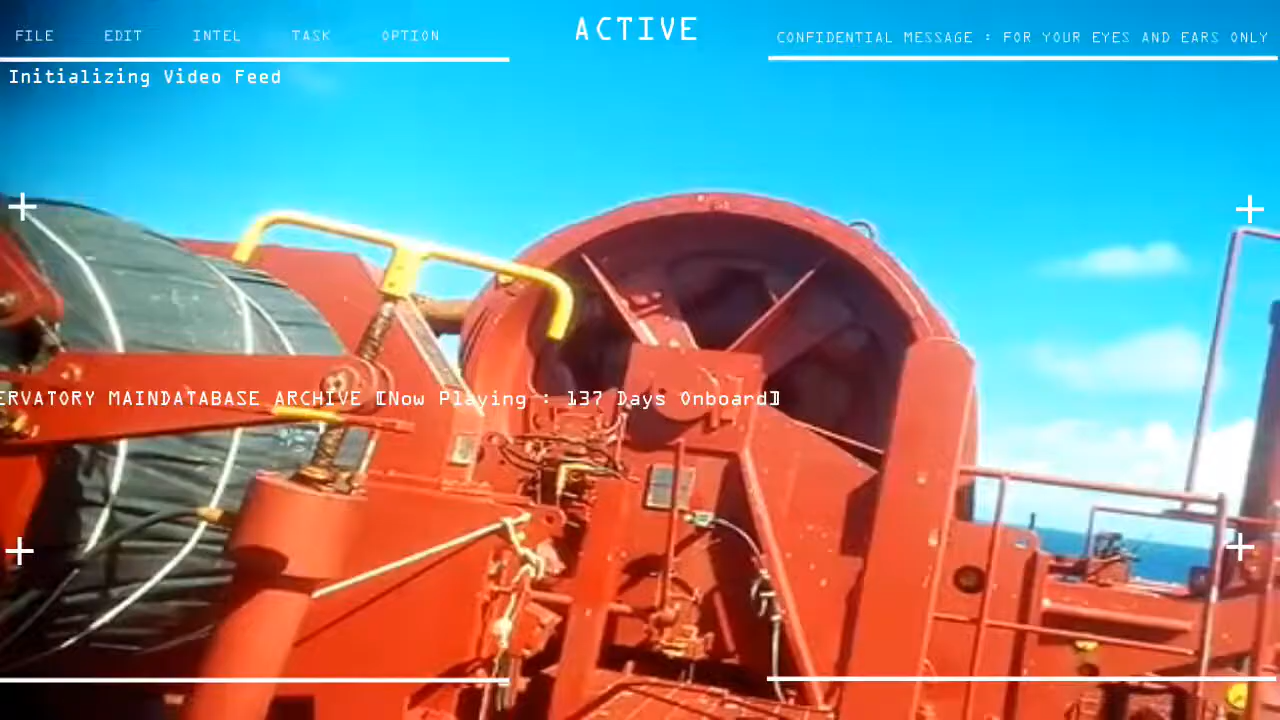 FILE EDIT INTEL TASK OPTION
ACTIVE
CONFIDENTIAL MESSAGE : FOR YOUR EYES AND EARS ONLY
Initializing Video Feed
ERVATORY MAINDATABASE ARCHIVE [Now Playing : 137 Days Onboard]